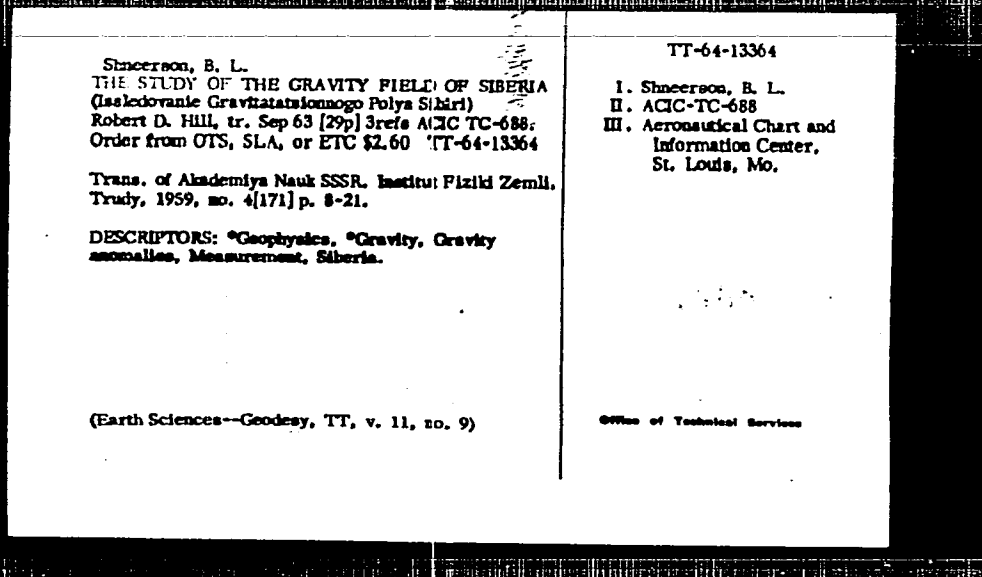 Shneerson, B. L.
THE STUDY OF THE GRAVITY FIELD OF SIBERIA
(Issledovanie Gravitatatsionnogo Polya Sibiri)
Robert D. Hill, tr. Sep 63 [29p] 3refs ACIC TC-688.
Order from OTS, SLA, or ETC $2.60 TT-64-13364
Trans. of Akademiya Nauk SSSR. Institut Fiziki Zemli.
Trudy, 1959, no. 4[171] p. 8-21.
DESCRIPTORS: *Geophysics, *Gravity, Gravity
anomalies, Measurement, Siberia.
(Earth Sciences--Geodesy, TT, v. 11, no. 9)
TT-64-13364
I. Shneerson, B. L.
II. ACIC-TC-688
III. Aeronautical Chart and
Information Center,
St. Louis, Mo.
Office of Technical Services